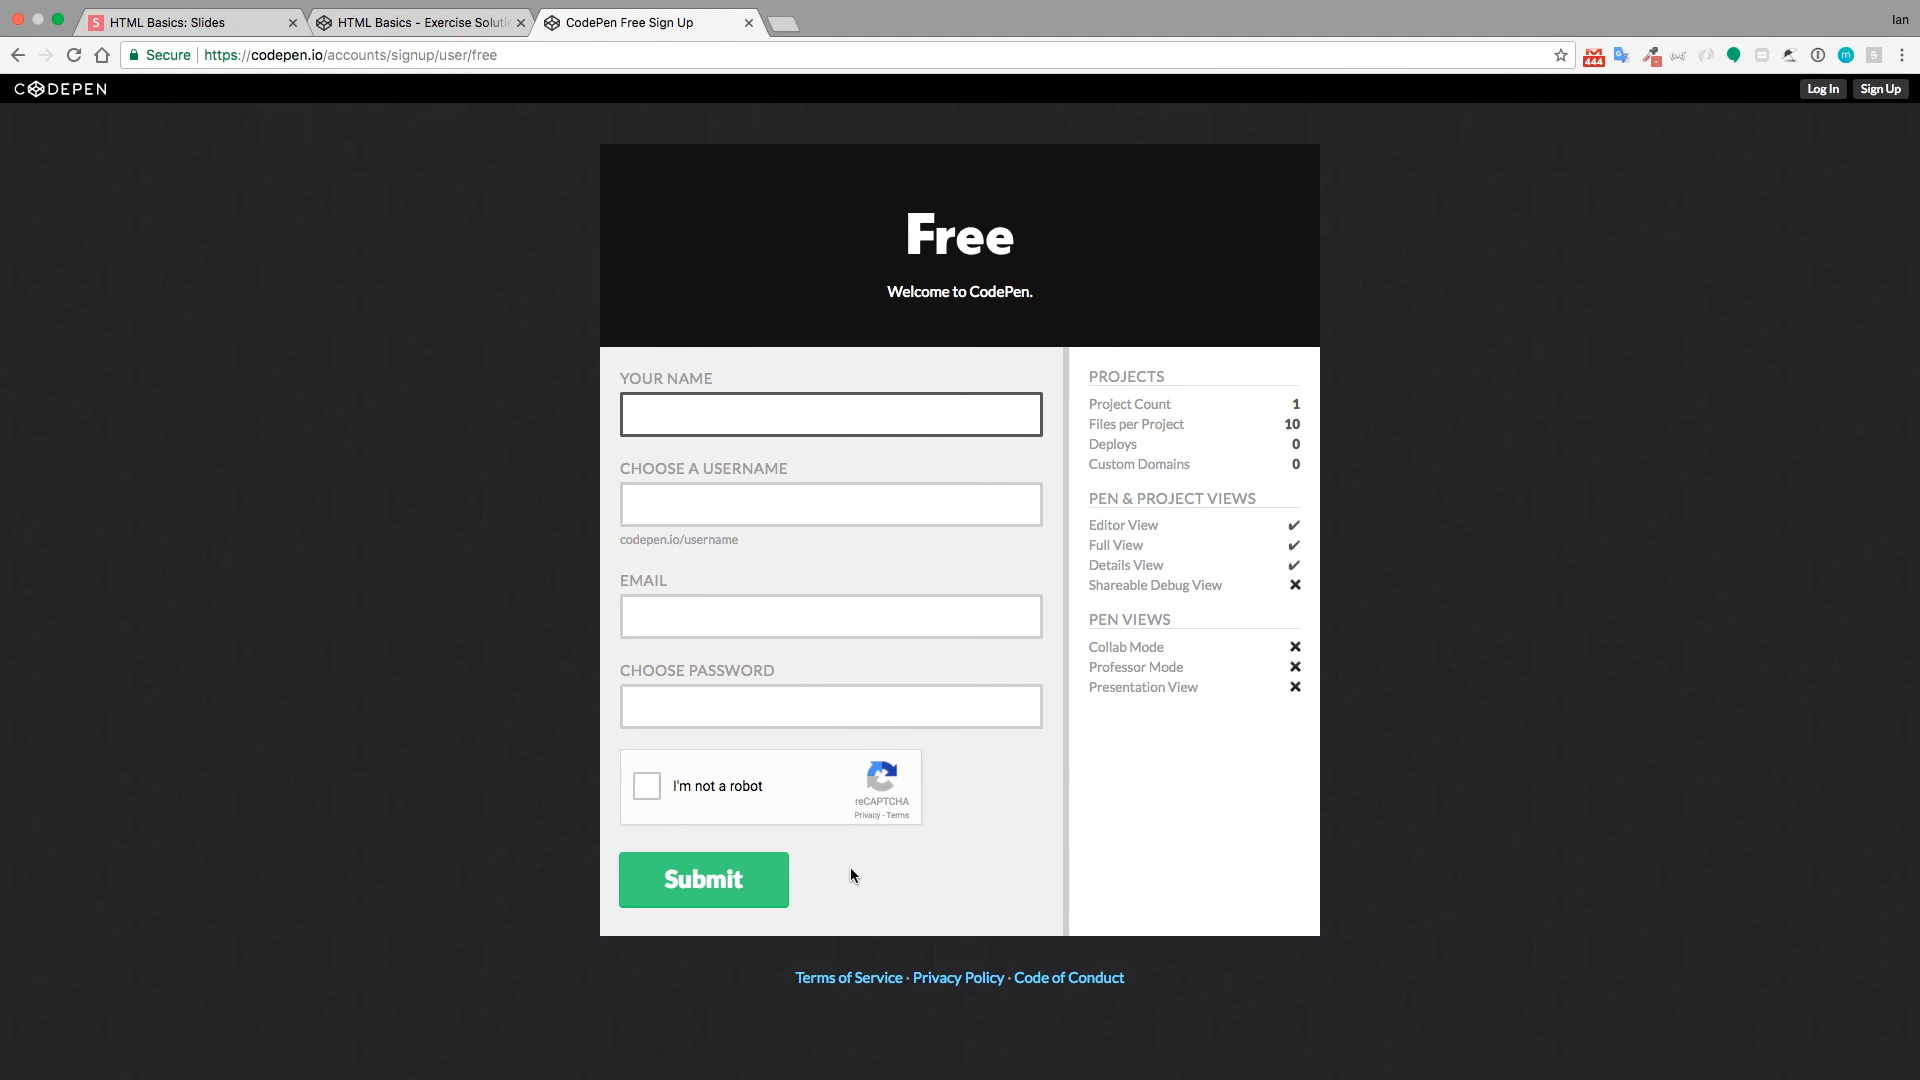 HTML Basics: Slides
HTML Basics - Exercise Soluti
CodePen Free Sign Up
Ian
Secure
https://codepen.io/accounts/signup/user/free
444
CODEPEN
Log In
Sign Up
Free
Welcome to CodePen.
YOUR NAME
CHOOSE A USERNAME
codepen.io/username
EMAIL
CHOOSE PASSWORD
I'm not a robot
reCAPTCHA
Privacy - Terms
Submit
PROJECTS
Project Count 1
Files per Project 10
Deploys 0
Custom Domains 0
PEN & PROJECT VIEWS
Editor View ✔
Full View ✔
Details View ✔
Shareable Debug View ✖
PEN VIEWS
Collab Mode ✖
Professor Mode ✖
Presentation View ✖
Terms of Service · Privacy Policy · Code of Conduct